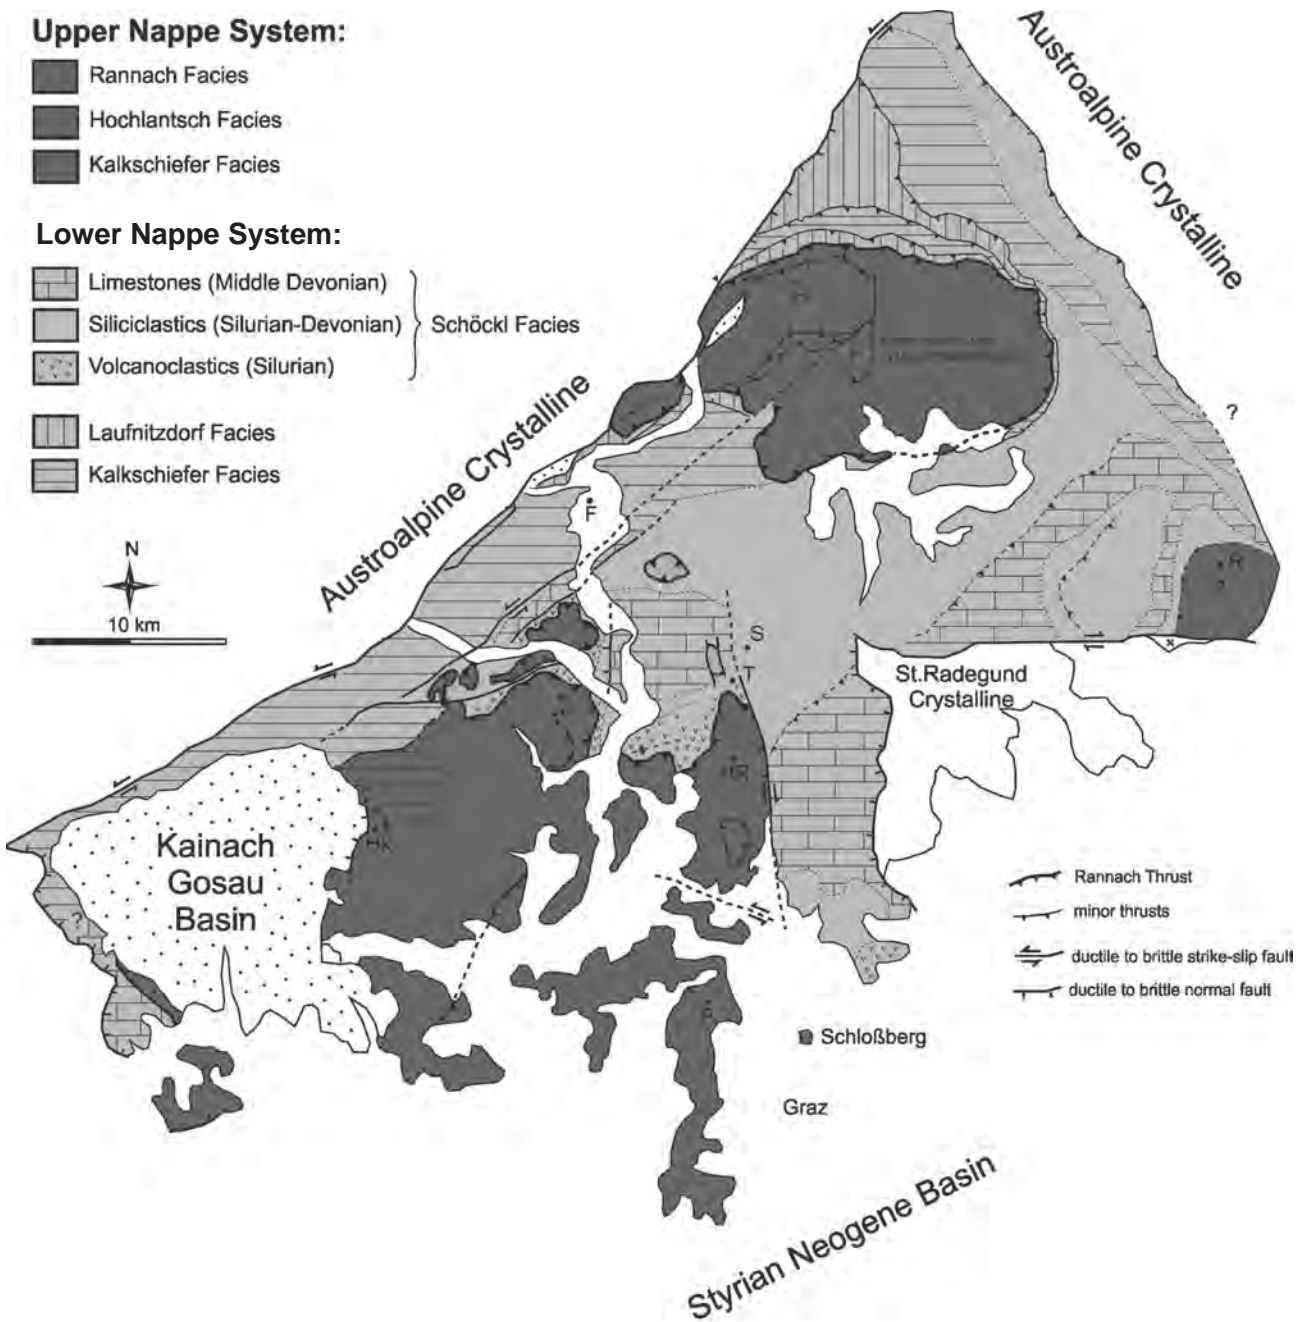 Upper Nappe System:
Rannach Facies
Hochlantsch Facies
Kalkschiefer Facies
Lower Nappe System:
Limestones (Middle Devonian)
Siliciclastics (Silurian-Devonian)
Schöckl Facies
Volcanoclastics (Silurian)
Laufnitzdorf Facies
Kalkschiefer Facies
N
10 km
Austroalpine Crystalline
Austroalpine Crystalline
H
?
F
R
?
S
T
St.Radegund
Crystalline
HR
Hk
Kainach
Gosau
Basin
?
Rannach Thrust
minor thrusts
ductile to brittle strike-slip fault
ductile to brittle normal fault
Schloßberg
Graz
Styrian Neogene Basin